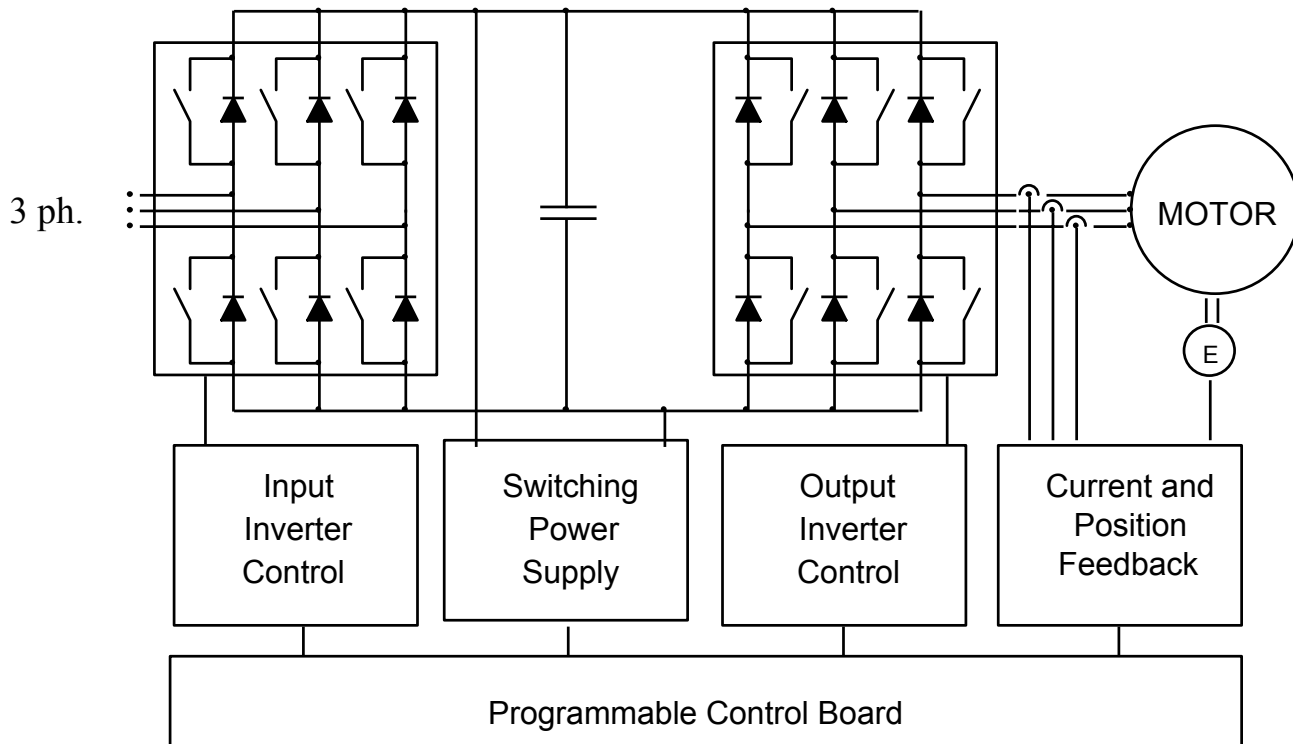 3 ph.
MOTOR
E
Input
Inverter
Control
Switching
Power
Supply
Output
Inverter
Control
Current and
Position
Feedback
Programmable Control Board